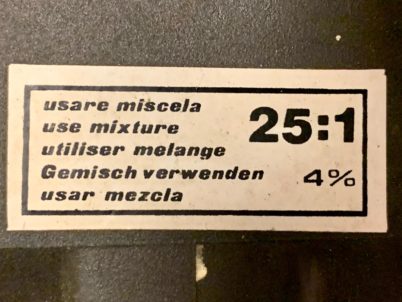 usare miscela
use mixture
utiliser melange
Gemisch verwenden
usar mezcla
25:1
4%